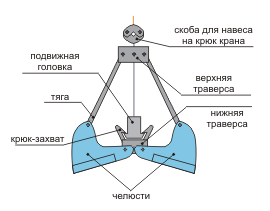 скоба для навеса
на крюк крана
подвижная
головка
верхняя
траверса
тяга
нижняя
траверса
крюк-захват
челюсти